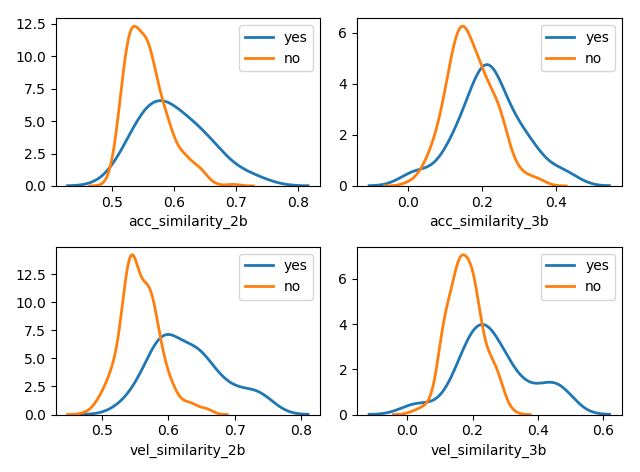 12.5
10.0
7.5
5.0
2.5
0.0
0.5 0.6 0.7 0.8
acc_similarity_2b
yes
no
6
4
2
0
0.0 0.2 0.4
acc_similarity_3b
yes
no
12.5
10.0
7.5
5.0
2.5
0.0
0.5 0.6 0.7 0.8
vel_similarity_2b
yes
no
6
4
2
0
0.0 0.2 0.4 0.6
vel_similarity_3b
yes
no